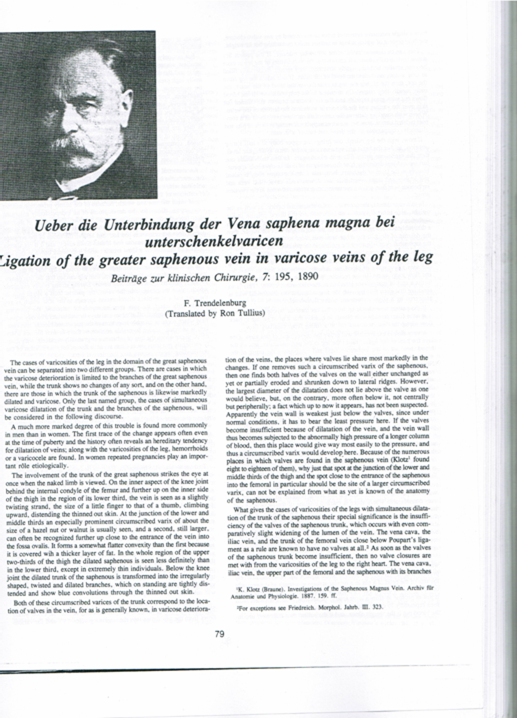 Ueber die Unterbindung der Vena saphena magna bei
unterschenkelvaricen
Ligation of the greater saphenous vein in varicose veins of the leg
Beiträge zur klinischen Chirurgie, 7: 195, 1890
F. Trendelenburg
(Translated by Ron Tullius)
The cases of varicosities of the leg in the domain of the great saphenous
vein can be separated into two different groups. There are cases in which
the varicose deterioration is limited to the branches of the great saphenous
vein, while the trunk shows no changes of any sort, and on the other hand,
there are those in which the trunk of the saphenous is likewise markedly
dilated and varicose. Only the last named group, the cases of simultaneous
varicose dilatation of the trunk and the branches of the saphenous, will
be considered in the following discourse.
A much more marked degree of this trouble is found more commonly
in men than in women. The first trace of the change appears often even
at the time of puberty and the history often reveals an hereditary tendency
for dilatation of veins; along with the varicosities of the leg, hemorrhoids
or a varicocele are found. In women repeated pregnancies play an impor-
tant rôle etiologically.
The involvement of the trunk of the great saphenous strikes the eye at
once when the naked limb is viewed. On the inner aspect of the knee joint
behind the internal condyle of the femur and further up on the inner side
of the thigh in the region of its lower third, the vein is seen as a slightly
twisting strand, the size of a little finger to that of a thumb, climbing
upward, distending the thinned out skin. At the junction of the lower and
middle thirds an especially prominent circumscribed varix of about the
size of a hazel nut or walnut is usually seen, and a second, still larger,
can often be recognized further up close to the entrance of the vein into
the fossa ovalis. It forms a somewhat flatter convexity than the first because
it is covered wih a thicker layer of fat. In the whole region of the upper
two-thirds of the thigh the dilated saphenous is seen less definitely than
in the lower third, except in extremely thin individuals. Below the knee
joint the dilated trunk of the saphenous is transformed into the irregularly
shaped, twisted and dilated branches, which on standing are tightly dis-
tended and show blue convolutions through the thinned out skin.
Both of these circumscribed varices of the trunk correspond to the loca-
tion of valves in the vein, for as is generally known, in varicose deteriora-
tion of the veins, the places where valves lie share most markedly in the
changes. If one removes such a circumscribed varix of the saphenous,
then one finds both halves of the valves on the wall either unchanged as
yet or partially eroded and shrunken down to lateral ridges. However,
the largest diameter of the dilatation does not lie above the valve as one
would believe, but, on the contrary, more often below it, not centrally
but peripherally; a fact which up to now it appears, has not been suspected.
Apparently the vein wall is weakest just below the valves, since under
normal conditions, it has to bear the least pressure here. If the valves
become insufficient because of dilatation of the vein, and the vein wall
thus becomes subjected to the abnormally high pressure of a longer column
of blood, then this place would give way most easily to the pressure, and
thus a circumscribed varix would develop here. Because of the numerous
places in which valves are found in the saphenous vein (Klotz¹ found
eight to eighteen of them), why just that spot at the junction of the lower and
middle thirds of the thigh and the spot close to the entrance of the saphenous
into the femoral in particular should be the site of a larger circumscribed
varix, can not be explained from what as yet is known of the anatomy
of the saphenous.
What gives the cases of varicosities of the legs with simultaneous dilata-
tion of the trunk of the saphenous their special significance is the insuffi-
ciency of the valves of the saphenous trunk, which occurs with even com-
paratively slight widening of the lumen of the vein. The vena cava, the
iliac vein, and the trunk of the femoral vein close below Poupart's liga-
ment as a rule are known to have no valves at all.² As soon as the valves
of the saphenous trunk become insufficient, then no valve closures are
met with from the varicosities of the leg to the right heart. The vena cava,
iliac vein, the upper part of the femoral and the saphenous with its branches
¹K. Klotz (Braune). Investigations of the Saphenous Magnus Vein. Archiv für
Anatomie und Physiologie. 1887. 159. ff.
²For exceptions see Friedreich. Morphol. Jahrb. III. 323.
79